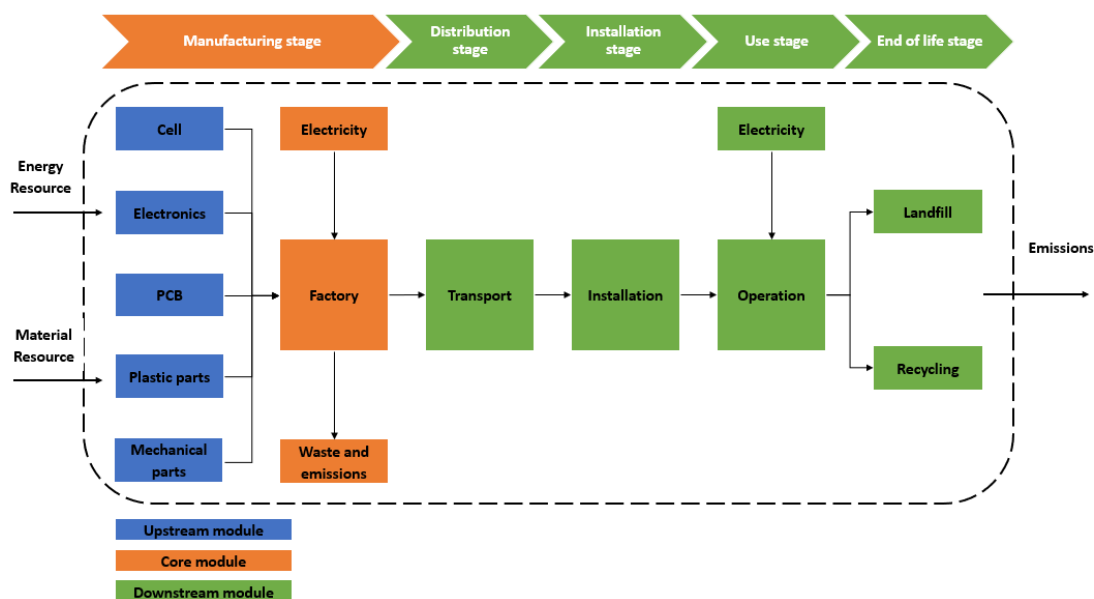 Manufacturing stage
Distribution
stage
Installation
stage
Use stage
End of life stage
Cell
Electricity
Electricity
Energy
Resource
Electronics
Landfill
Emissions
PCB
Factory
Transport
Installation
Operation
Material
Resource
Plastic parts
Recycling
Mechanical
parts
Waste and
emissions
Upstream module
Core module
Downstream module